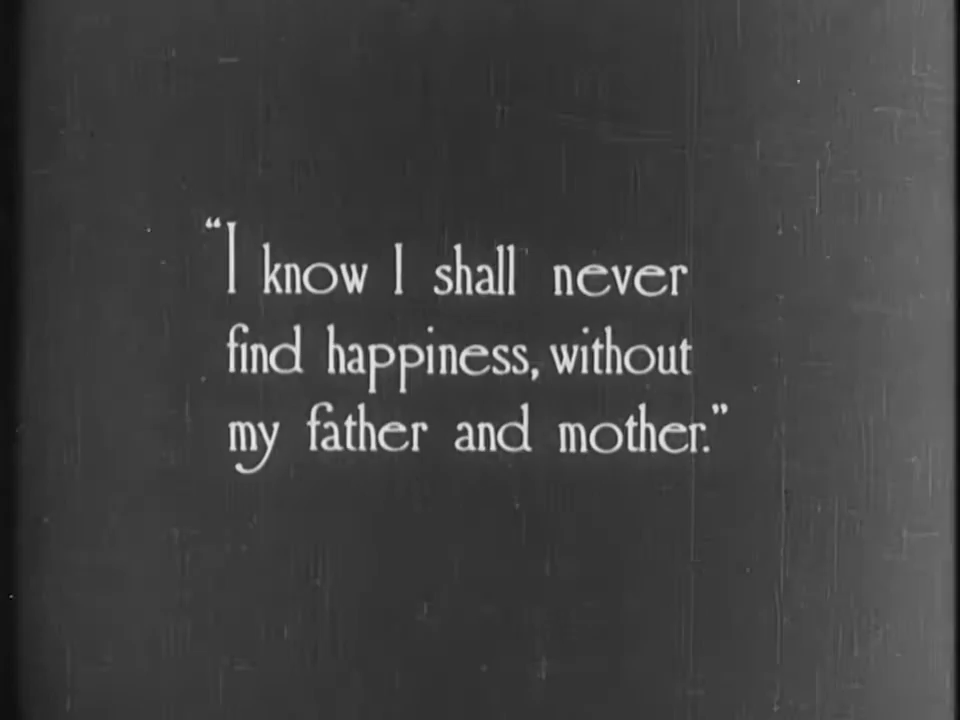 “I know I shall never
find happiness, without
my father and mother.”